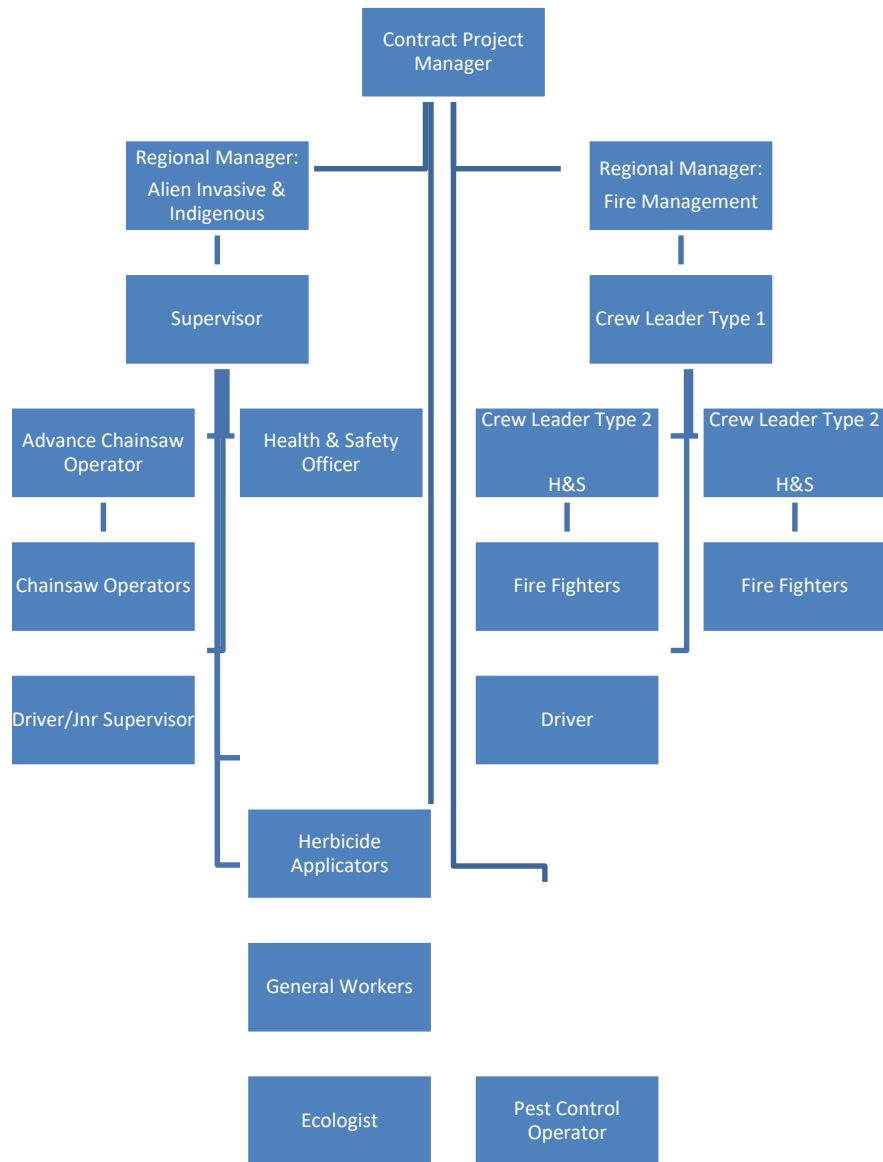 Contract Project
Manager
Regional Manager:
Alien Invasive &
Indigenous
Regional Manager:
Fire Management
Supervisor
Crew Leader Type 1
Advance Chainsaw
Operator
Health & Safety
Officer
Crew Leader Type 2
H&S
Crew Leader Type 2
H&S
Chainsaw Operators
Fire Fighters
Fire Fighters
Driver/Jnr Supervisor
Driver
Herbicide
Applicators
General Workers
Ecologist
Pest Control
Operator